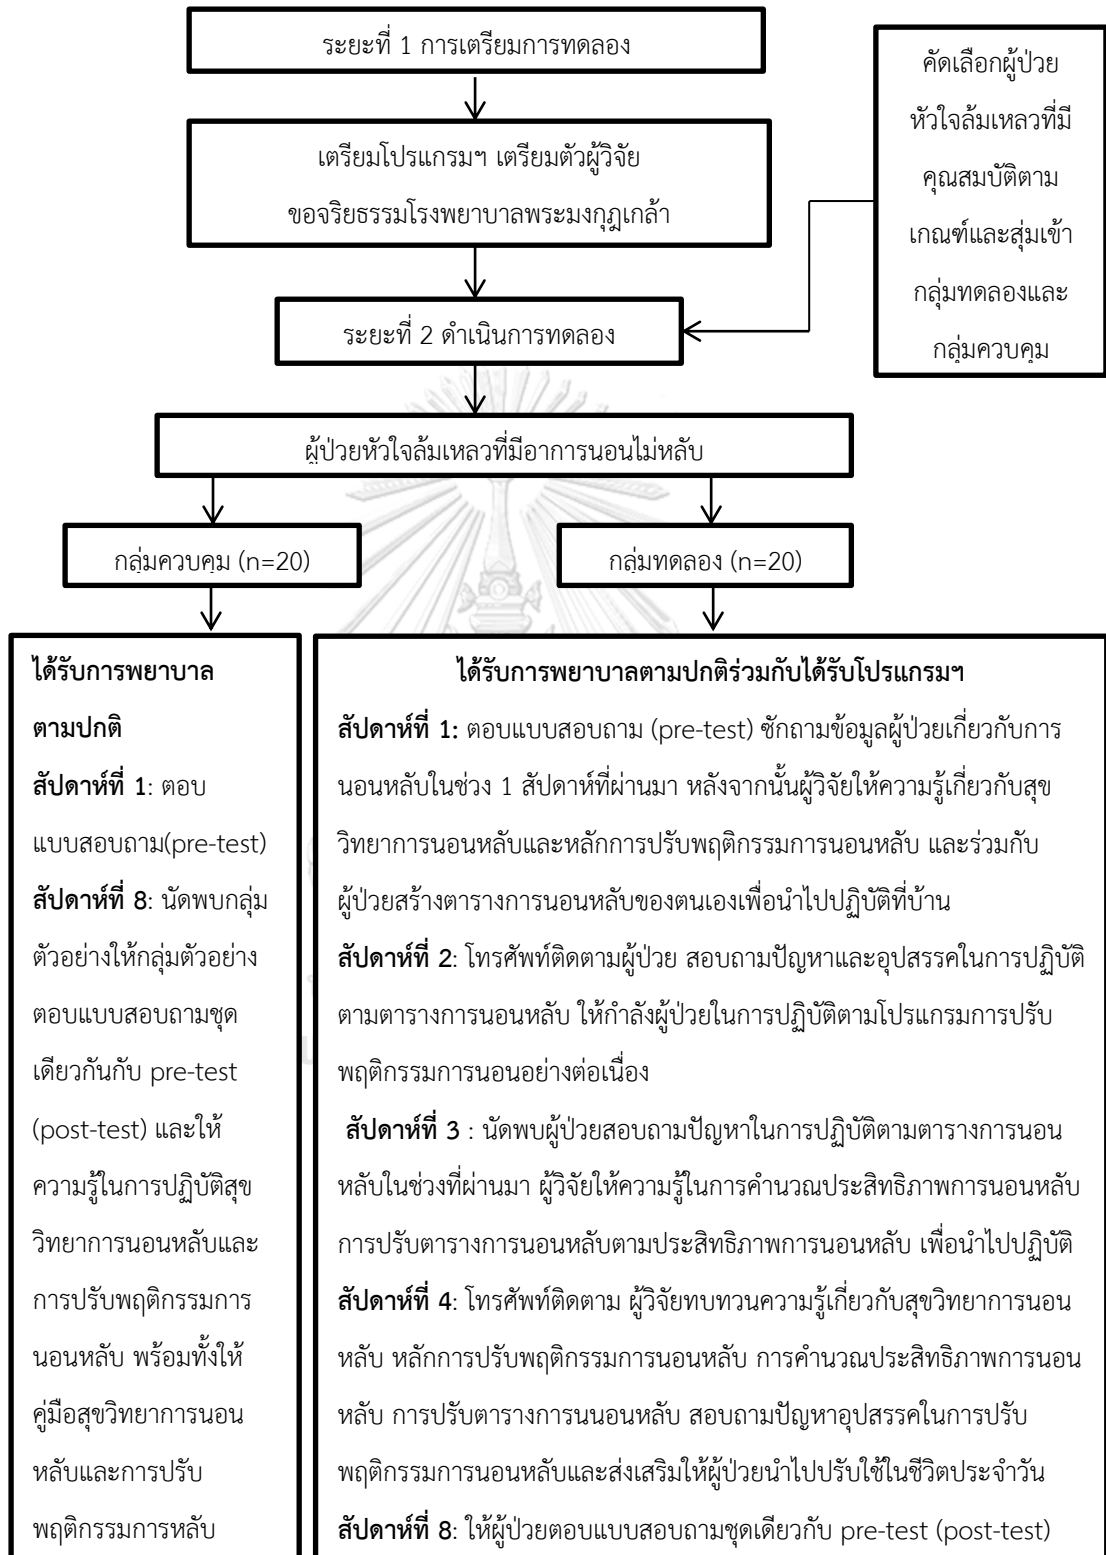 ระยะที่ 1 การเตรียมการทดลอง
คัดเลือกผู้ป่วย
หัวใจล้มเหลวที่มี
คุณสมบัติตาม
เกณฑ์และสุ่มเข้า
กลุ่มทดลองและ
กลุ่มควบคุม
เตรียมโปรแกรมฯ เตรียมตัวผู้วิจัย
ขอจริยธรรมโรงพยาบาลพระมงกุฎเกล้า
ระยะที่ 2 ดำเนินการทดลอง
ผู้ป่วยหัวใจล้มเหลวที่มีอาการนอนไม่หลับ
กลุ่มควบคุม (n=20)
กลุ่มทดลอง (n=20)
ได้รับการพยาบาล
ตามปกติ
สัปดาห์ที่ 1: ตอบ
แบบสอบถาม(pre-test)
สัปดาห์ที่ 8: นัดพบกลุ่ม
ตัวอย่างให้กลุ่มตัวอย่าง
ตอบแบบสอบถามชุด
เดียวกันกับ pre-test
(post-test) และให้
ความรู้ในการปฏิบัติสุข
วิทยาการนอนหลับและ
การปรับพฤติกรรมการ
นอนหลับ พร้อมทั้งให้
คู่มือสุขวิทยาการนอน
หลับและการปรับ
พฤติกรรมการหลับ
ได้รับการพยาบาลตามปกติร่วมกับได้รับโปรแกรมฯ
สัปดาห์ที่ 1: ตอบแบบสอบถาม (pre-test) ซักถามข้อมูลผู้ป่วยเกี่ยวกับการ
นอนหลับในช่วง 1 สัปดาห์ที่ผ่านมา หลังจากนั้นผู้วิจัยให้ความรู้เกี่ยวกับสุข
วิทยาการนอนหลับและหลักการปรับพฤติกรรมการนอนหลับ และร่วมกับ
ผู้ป่วยสร้างตารางการนอนหลับของตนเองเพื่อนำไปปฏิบัติที่บ้าน
สัปดาห์ที่ 2: โทรศัพท์ติดตามผู้ป่วย สอบถามปัญหาและอุปสรรคในการปฏิบัติ
ตามตารางการนอนหลับ ให้กำลังผู้ป่วยในการปฏิบัติตามโปรแกรมการปรับ
พฤติกรรมการนอนอย่างต่อเนื่อง
สัปดาห์ที่ 3 : นัดพบผู้ป่วยสอบถามปัญหาในการปฏิบัติตามตารางการนอน
หลับในช่วงที่ผ่านมา ผู้วิจัยให้ความรู้ในการคำนวณประสิทธิภาพการนอนหลับ
การปรับตารางการนอนหลับตามประสิทธิภาพการนอนหลับ เพื่อนำไปปฏิบัติ
สัปดาห์ที่ 4: โทรศัพท์ติดตาม ผู้วิจัยทบทวนความรู้เกี่ยวกับสุขวิทยาการนอน
หลับ หลักการปรับพฤติกรรมการนอนหลับ การคำนวณประสิทธิภาพการนอน
หลับ การปรับตารางการนนอนหลับ สอบถามปัญหาอุปสรรคในการปรับ
พฤติกรรมการนอนหลับและส่งเสริมให้ผู้ป่วยนำไปปรับใช้ในชีวิตประจำวัน
สัปดาห์ที่ 8: ให้ผู้ป่วยตอบแบบสอบถามชุดเดียวกับ pre-test (post-test)